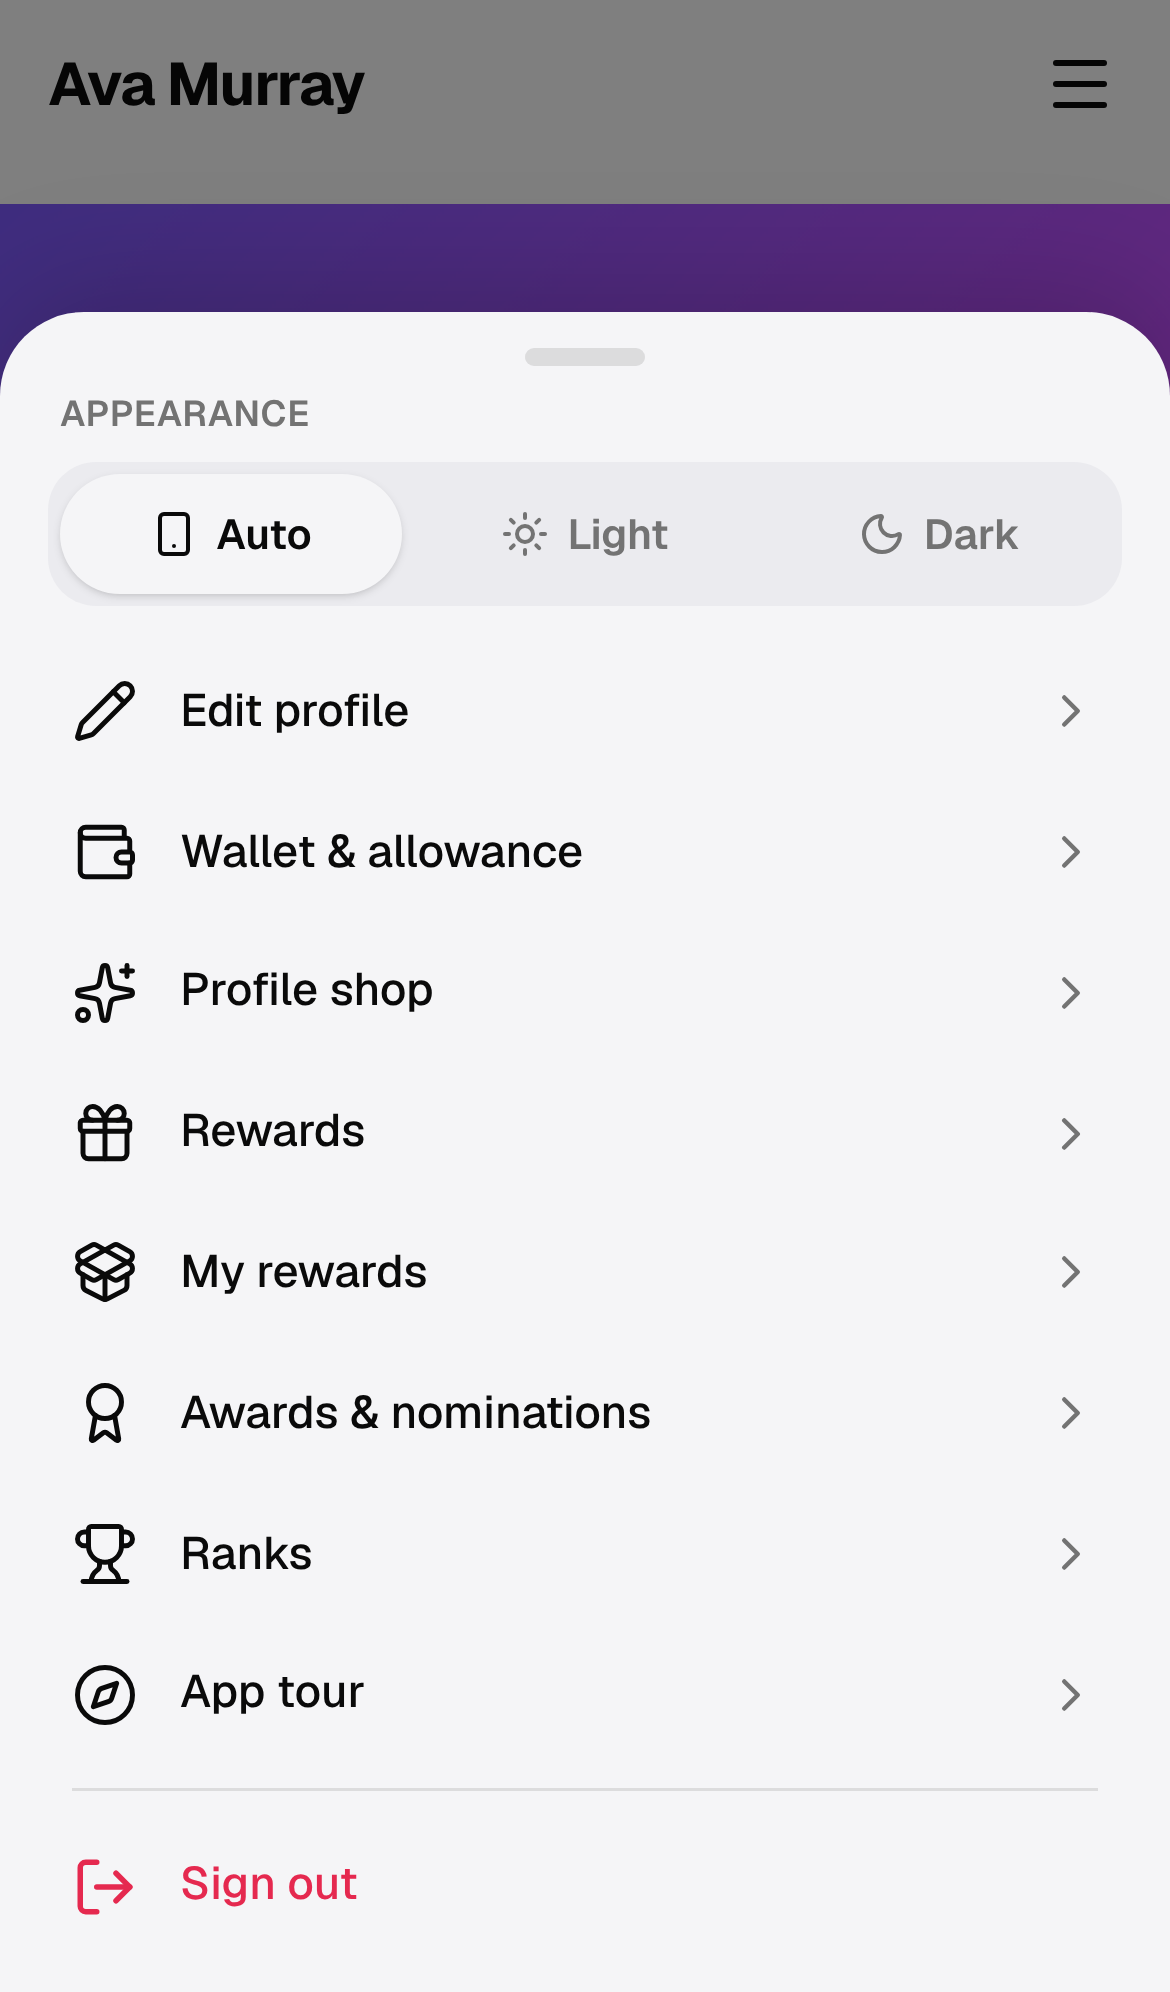 Ava Murray
APPEARANCE
Auto
Light
Dark
Edit profile
Wallet & allowance
Profile shop
Rewards
My rewards
Awards & nominations
Ranks
App tour
Sign out